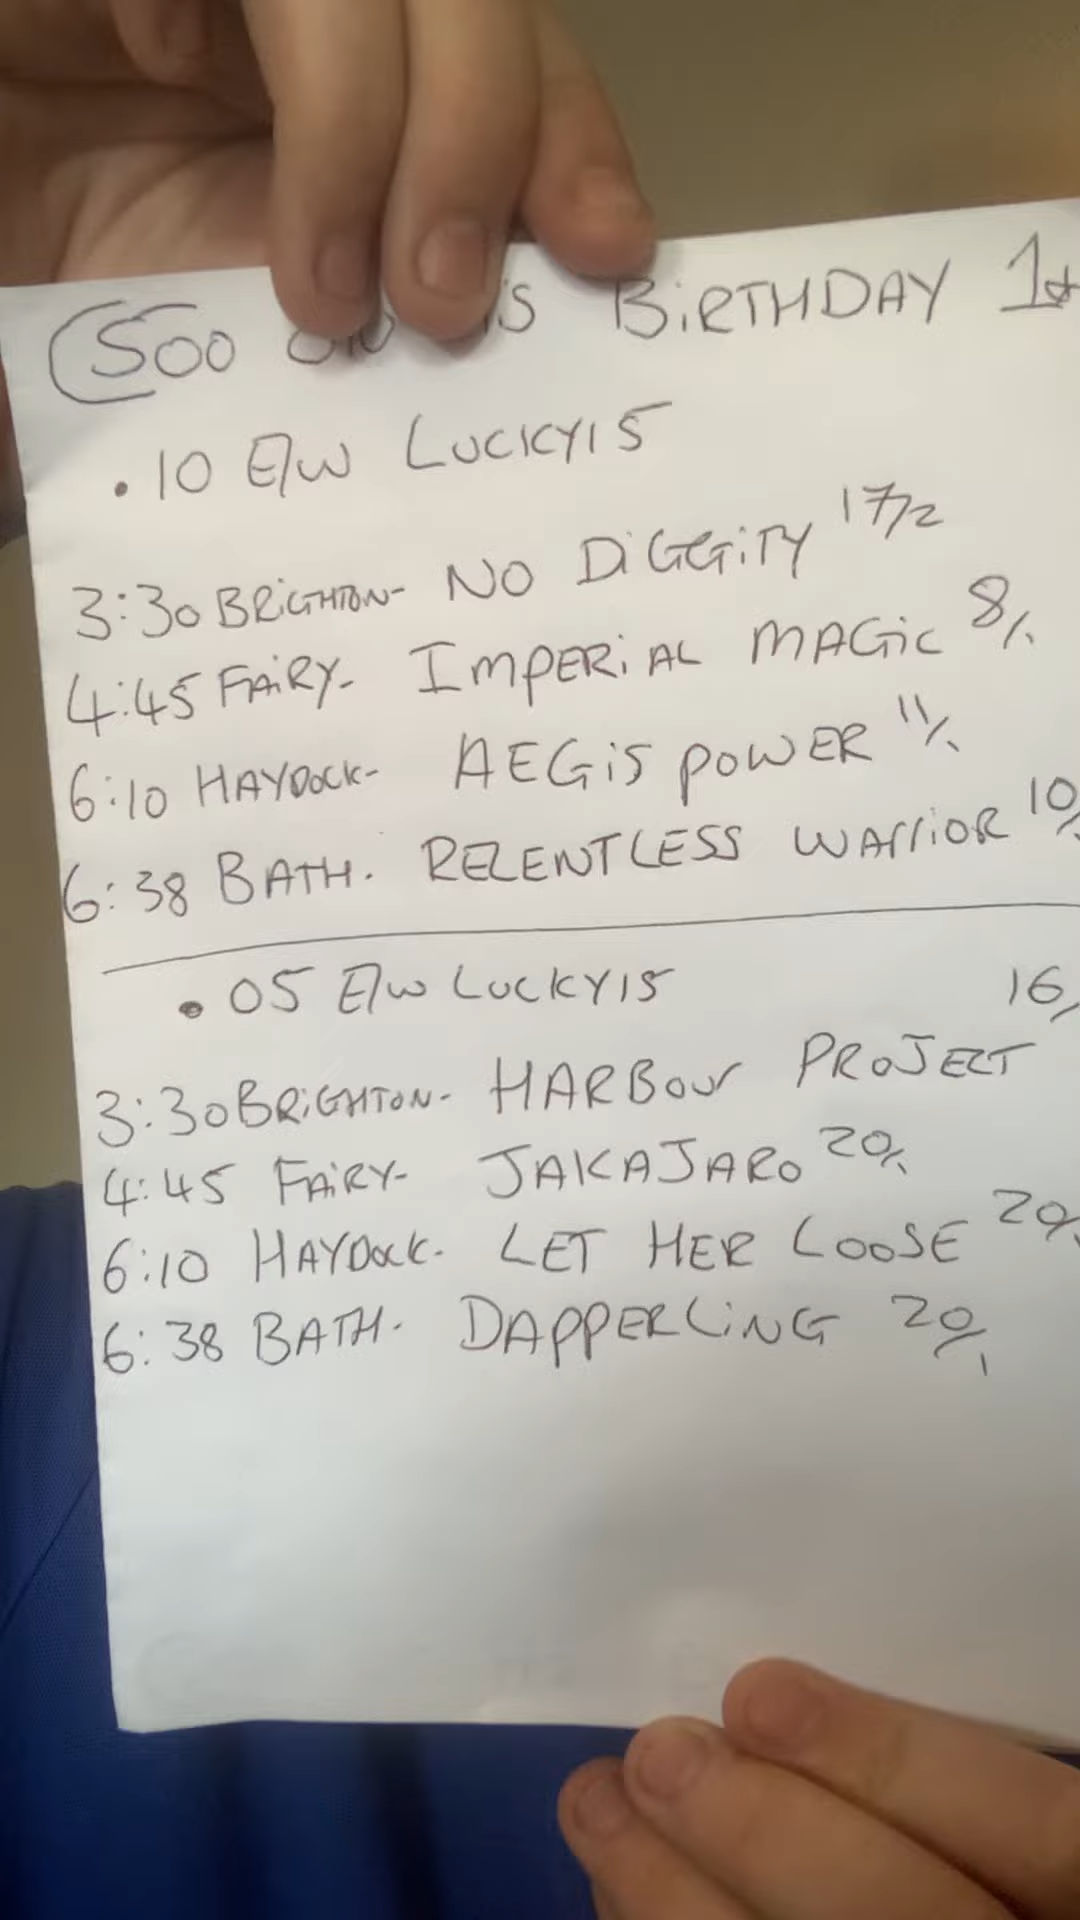 500 is BIRTHDAY 1st
.10 E/W LUCKY15
3:30 BRIGHTON- NO DIGGITY 17/2
4:45 FAIRY- IMPERIAL MAGIC 8/1
6:10 HAYDOCK- AEGIS POWER 11/1
6:38 BATH. RELENTLESS WARRIOR 10/
.05 E/W LUCKY15
16/
3:30 BRIGHTON- HARBOUR PROJECT
4:45 FAIRY- JAKAJARO 20/1
6:10 HAYDOCK- LET HER LOOSE 20/1
6:38 BATH- DAPPERLING 20/1